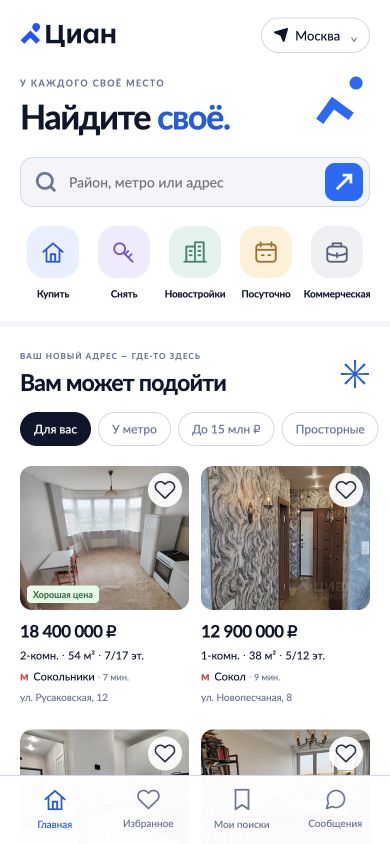 Циан
Москва
У КАЖДОГО СВОЁ МЕСТО
Найдите своё.
Район, метро или адрес
Купить Снять Новостройки Посуточно Коммерческая
ВАШ НОВЫЙ АДРЕС — ГДЕ-ТО ЗДЕСЬ
Вам может подойти
Для вас У метро До 15 млн ₽ Просторные
Хорошая цена
18 400 000 ₽
2-комн. · 54 м² · 7/17 эт.
м Сокольники · 7 мин.
ул. Русаковская, 12
12 900 000 ₽
1-комн. · 38 м² · 5/12 эт.
м Сокол · 9 мин.
ул. Новопесчаная, 8
Главная Избранное Мои поиски Сообщения